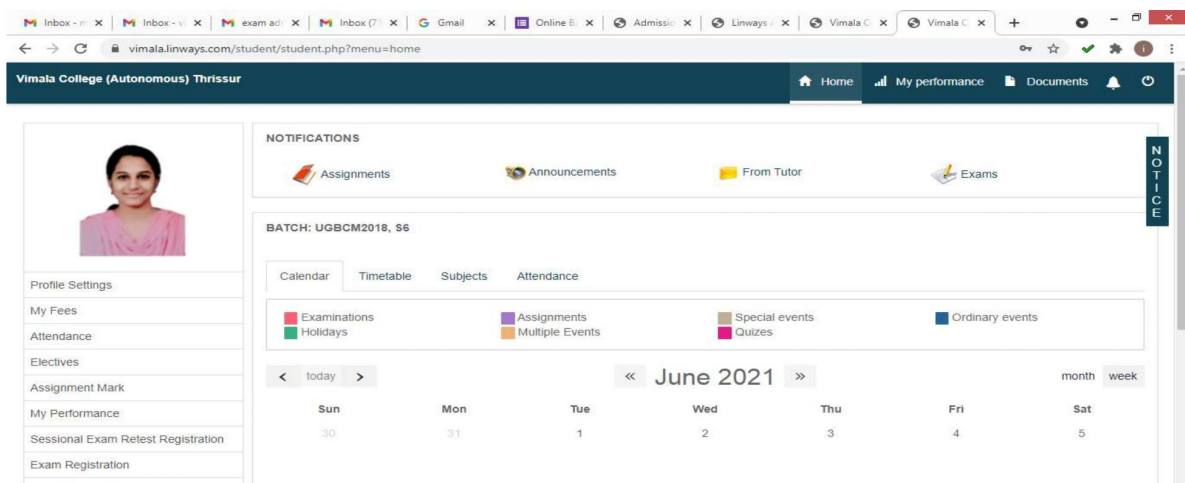 Inbox - m
Inbox - vi
exam adr
Inbox (71
Gmail
Online B
Admissio
Linways /
Vimala C
Vimala C
vimala.linways.com/student/student.php?menu=home
Vimala College (Autonomous) Thrissur
Home
My performance
Documents
NOTICE
NOTIFICATIONS
Assignments
Announcements
From Tutor
Exams
BATCH: UGBCM2018, S6
Calendar Timetable Subjects Attendance
Examinations
Assignments
Special events
Ordinary events
Holidays
Multiple Events
Quizes
today
« June 2021 »
month week
Sun Mon Tue Wed Thu Fri Sat
30 31 1 2 3 4 5
Profile Settings
My Fees
Attendance
Electives
Assignment Mark
My Performance
Sessional Exam Retest Registration
Exam Registration